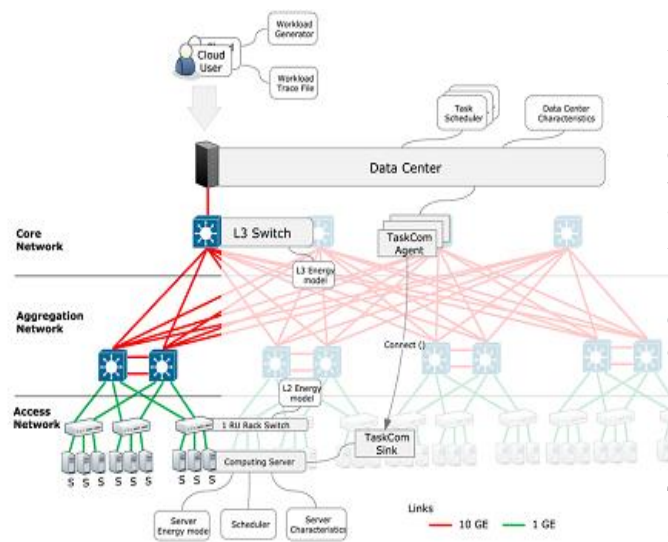 Workload
Generator
Cloud
User
Workload
Trace File
Task
Scheduler
Data Center
Characteristics
Data Center
Core
Network
L3 Switch
TaskCom
Agent
L3 Energy
model
Aggregation
Network
Connect ()
L2 Energy
model
Access
Network
1 RU Rack Switch
TaskCom
Sink
Computing Server
S S S S S S S S S
Server
Energy model
Scheduler
Server
Characteristics
Links
10 GE
1 GE